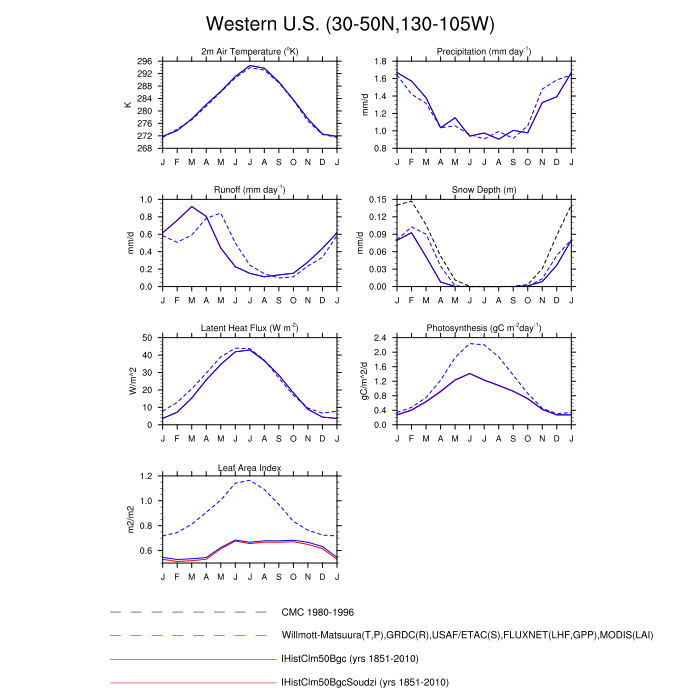 Western U.S. (30-50N,130-105W)
2m Air Temperature (°K)
K
296
292
288
284
280
276
272
268
J F M A M J J A S O N D J
Precipitation (mm day-1)
mm/d
1.8
1.6
1.4
1.2
1.0
0.8
J F M A M J J A S O N D J
Runoff (mm day-1)
mm/d
1.0
0.8
0.6
0.4
0.2
0.0
J F M A M J J A S O N D J
Snow Depth (m)
mm/d
0.15
0.12
0.09
0.06
0.03
0.00
J F M A M J J A S O N D J
Latent Heat Flux (W m-2)
W/m^2
50
40
30
20
10
0
J F M A M J J A S O N D J
Photosynthesis (gC m-2day-1)
gC/m^2/d
2.4
2.0
1.6
1.2
0.8
0.4
0.0
J F M A M J J A S O N D J
Leaf Area Index
m2/m2
1.2
1.0
0.8
0.6
J F M A M J J A S O N D J
CMC 1980-1996
Willmott-Matsuura(T,P),GRDC(R),USAF/ETAC(S),FLUXNET(LHF,GPP),MODIS(LAI)
IHistClm50Bgc (yrs 1851-2010)
IHistClm50BgcSoudzi (yrs 1851-2010)